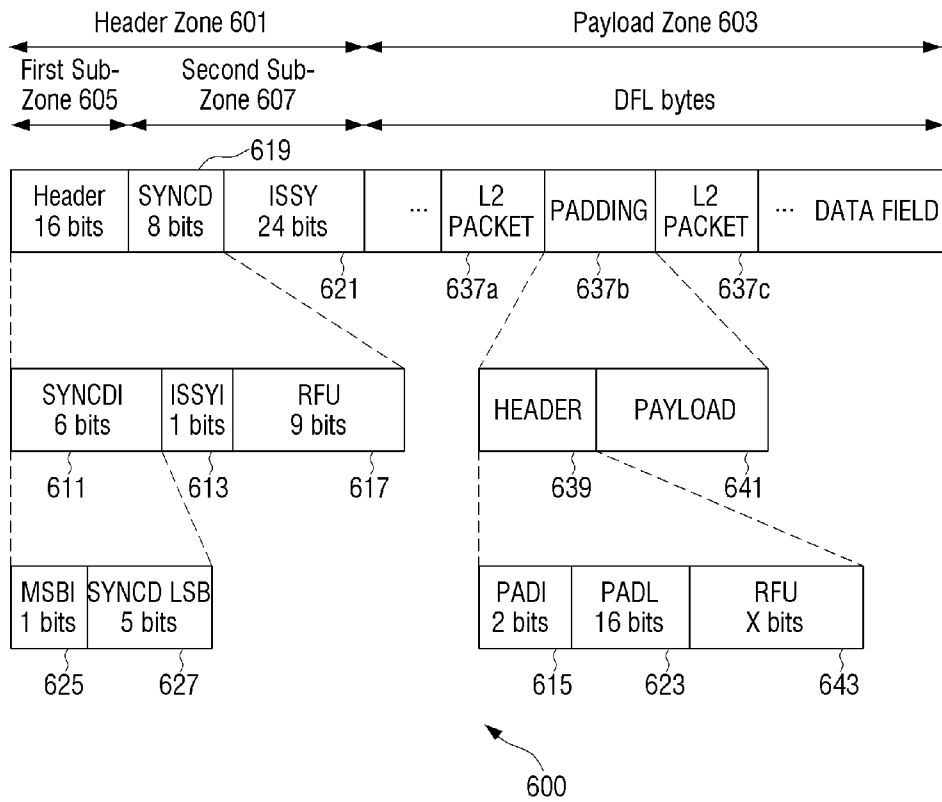 Header Zone 601
Payload Zone 603
First Sub-
Zone 605
Second Sub-
Zone 607
DFL bytes
619
Header
16 bits
SYNCD
8 bits
ISSY
24 bits
...
L2
PACKET
PADDING
L2
PACKET
... DATA FIELD
621
637a
637b
637c
SYNCDI
6 bits
ISSYI
1 bits
RFU
9 bits
HEADER
PAYLOAD
611
613
617
639
641
MSBI
1 bits
SYNCD LSB
5 bits
PADI
2 bits
PADL
16 bits
RFU
X bits
625
627
615
623
643
600